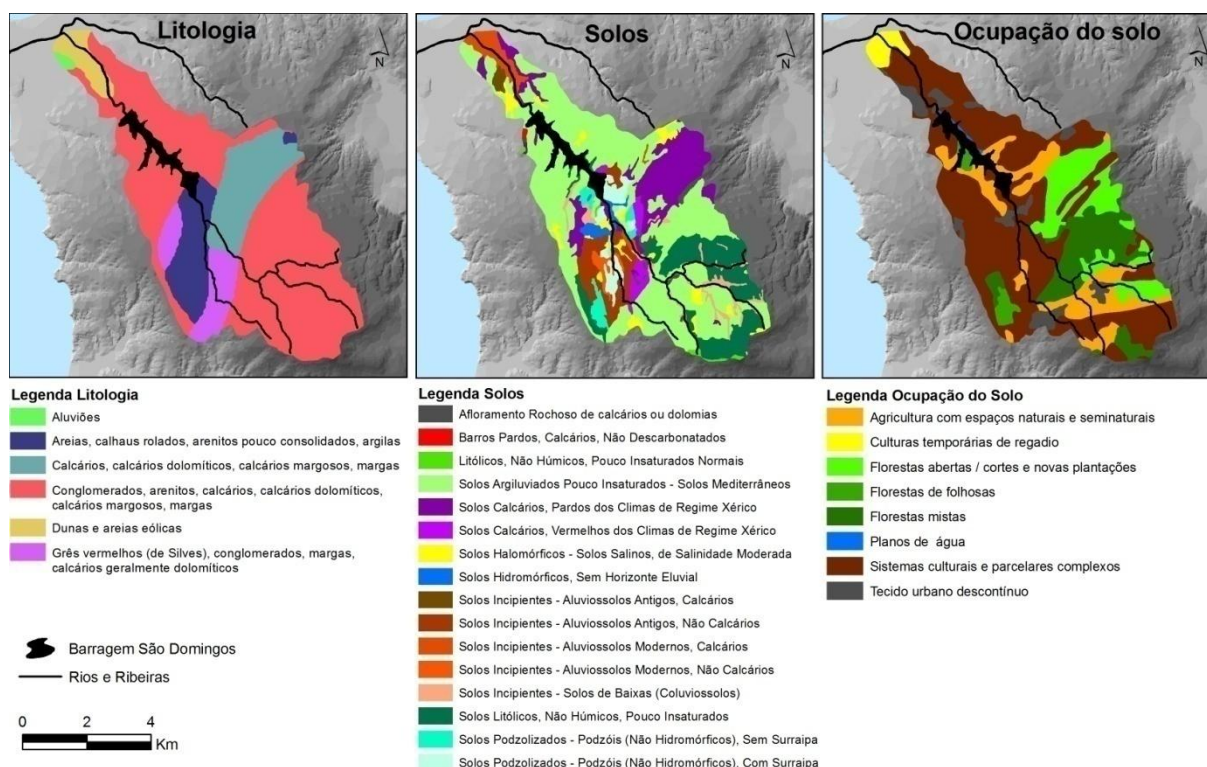 Litologia
N
Legenda Litologia
Aluviões
Areias, calhaus rolados, arenitos pouco consolidados, argilas
Calcários, calcários dolomíticos, calcários margosos, margas
Conglomerados, arenitos, calcários, calcários dolomíticos,
calcários margosos, margas
Dunas e areias eólicas
Grês vermelhos (de Silves), conglomerados, margas,
calcários geralmente dolomíticos
Barragem São Domingos
Rios e Ribeiras
0 2 4
Km
Solos
N
Legenda Solos
Afloramento Rochoso de calcários ou dolomias
Barros Pardos, Calcários, Não Descarbonatados
Litólicos, Não Húmicos, Pouco Insaturados Normais
Solos Argiluviados Pouco Insaturados - Solos Mediterrâneos
Solos Calcários, Pardos dos Climas de Regime Xérico
Solos Calcários, Vermelhos dos Climas de Regime Xérico
Solos Halomórficos - Solos Salinos, de Salinidade Moderada
Solos Hidromórficos, Sem Horizonte Eluvial
Solos Incipientes - Aluviossolos Antigos, Calcários
Solos Incipientes - Aluviossolos Antigos, Não Calcários
Solos Incipientes - Aluviossolos Modernos, Calcários
Solos Incipientes - Aluviossolos Modernos, Não Calcários
Solos Incipientes - Solos de Baixas (Coluviossolos)
Solos Litólicos, Não Húmicos, Pouco Insaturados
Solos Podzolizados - Podzóis (Não Hidromórficos), Sem Surraipa
Solos Podzolizados - Podzóis (Não Hidromórficos), Com Surraipa
Ocupação do solo
N
Legenda Ocupação do Solo
Agricultura com espaços naturais e seminaturais
Culturas temporárias de regadio
Florestas abertas / cortes e novas plantações
Florestas de folhosas
Florestas mistas
Planos de água
Sistemas culturais e parcelares complexos
Tecido urbano descontínuo